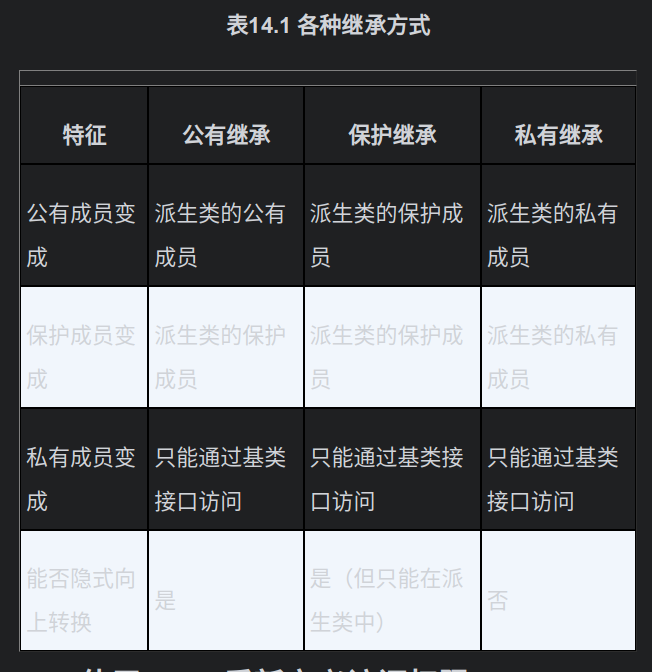 表14.1 各种继承方式
特征 公有继承 保护继承 私有继承
公有成员变 派生类的公有 派生类的保护成 派生类的私有
成 成员 员 成员
保护成员变 派生类的保护 派生类的保护成 派生类的私有
成 成员 员 成员
私有成员变 只能通过基类 只能通过基类接 只能通过基类
成 接口访问 口访问 接口访问
能否隐式向 是 是（但只能在派 否
上转换 生类中）